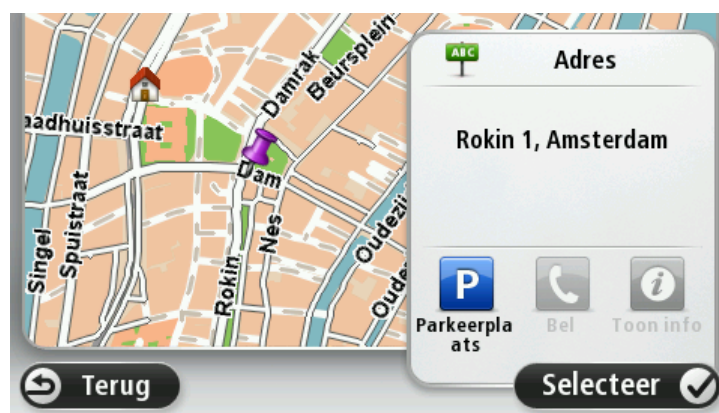 Damrak
Beursplein
aadhuisstraat
Dam
Singel
Spuistraat
Rokin
Nes
Oudezij
Oude
ABC
Adres
Rokin 1, Amsterdam
P
Parkeerpla
ats
Bel
Toon info
Terug
Selecteer